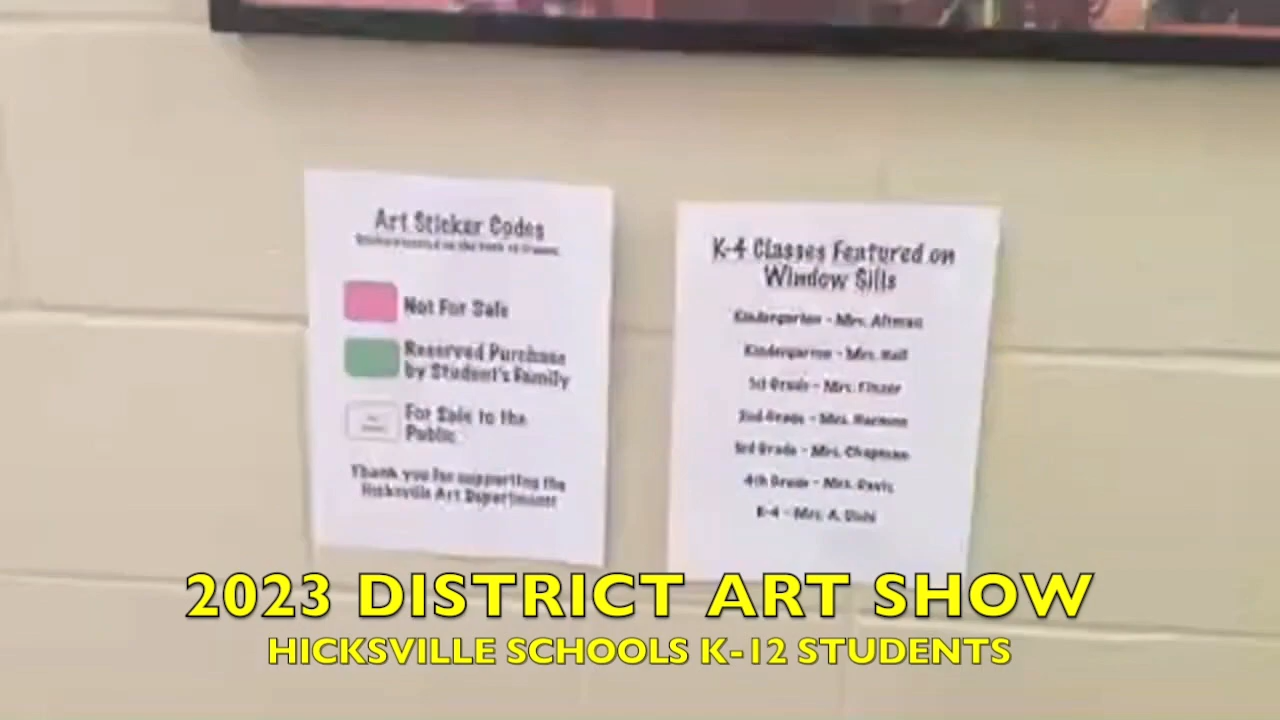 Art Sticker Codes
Not For Sale
Reserved Purchase
by Student's Family
For Sale to the
Public
Thank you for supporting the
Hicksville Art Department!
K-4 Classes Featured on
Window Sills
Kindergarten - Mrs. Altman
Kindergarten - Mrs. Hall
1st Grade - Mrs.
2nd Grade - Mrs.
3rd Grade - Mrs. Chapman
4th Grade - Mrs. Davis
K-4 - Mrs. A.
2023 DISTRICT ART SHOW
HICKSVILLE SCHOOLS K-12 STUDENTS